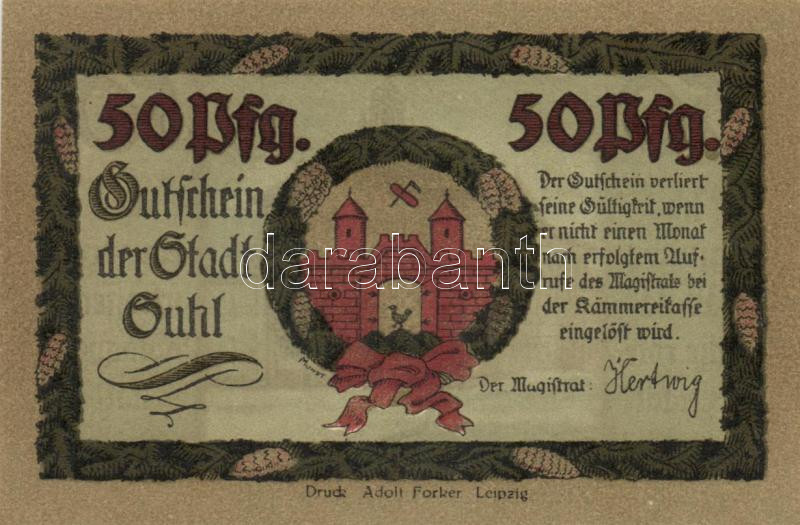 50 Pfg.
50 Pfg.
Gutschein
der Stadt
Suhl
Der Gutschein verliert
seine Gültigkeit, wenn
er nicht einen Monat
nach erfolgtem Auf-
rufe des Magistrats bei
der Kämmereikasse
eingelöst wird.
Der Magistrat: Hertwig
Druck Adolf Forker Leipzig
darabanth